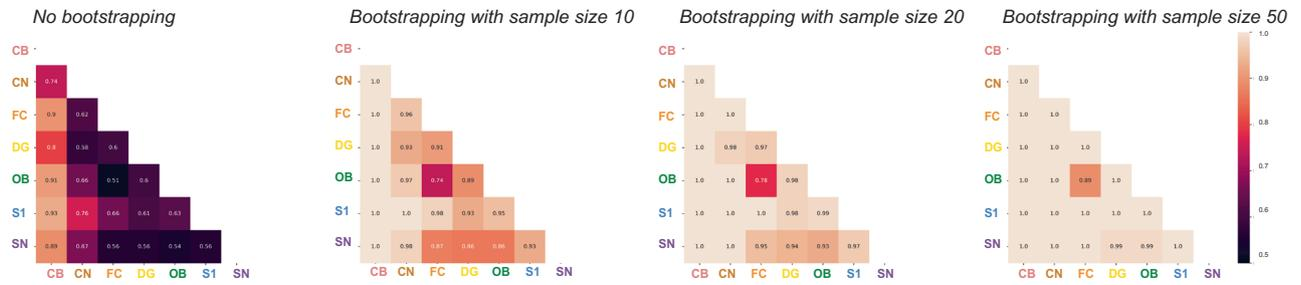 No bootstrapping
Bootstrapping with sample size 10
Bootstrapping with sample size 20
Bootstrapping with sample size 50
CB
CN 0.74
FC 0.9 0.62
DG 0.8 0.58 0.6
OB 0.91 0.66 0.51 0.6
S1 0.93 0.76 0.66 0.61 0.63
SN 0.89 0.67 0.56 0.56 0.54 0.56
CB CN FC DG OB S1 SN
CB
CN 1.0
FC 1.0 0.96
DG 1.0 0.93 0.91
OB 1.0 0.97 0.74 0.89
S1 1.0 1.0 0.98 0.93 0.95
SN 1.0 0.98 0.87 0.86 0.86 0.93
CB CN FC DG OB S1 SN
CB
CN 1.0
FC 1.0 1.0
DG 1.0 0.98 0.97
OB 1.0 1.0 0.78 0.98
S1 1.0 1.0 1.0 0.98 0.99
SN 1.0 1.0 0.95 0.94 0.93 0.97
CB CN FC DG OB S1 SN
CB
CN 1.0
FC 1.0 1.0
DG 1.0 1.0 1.0
OB 1.0 1.0 0.89 1.0
S1 1.0 1.0 1.0 1.0 1.0
SN 1.0 1.0 1.0 0.99 0.99 1.0
CB CN FC DG OB S1 SN
1.0
0.9
0.8
0.7
0.6
0.5